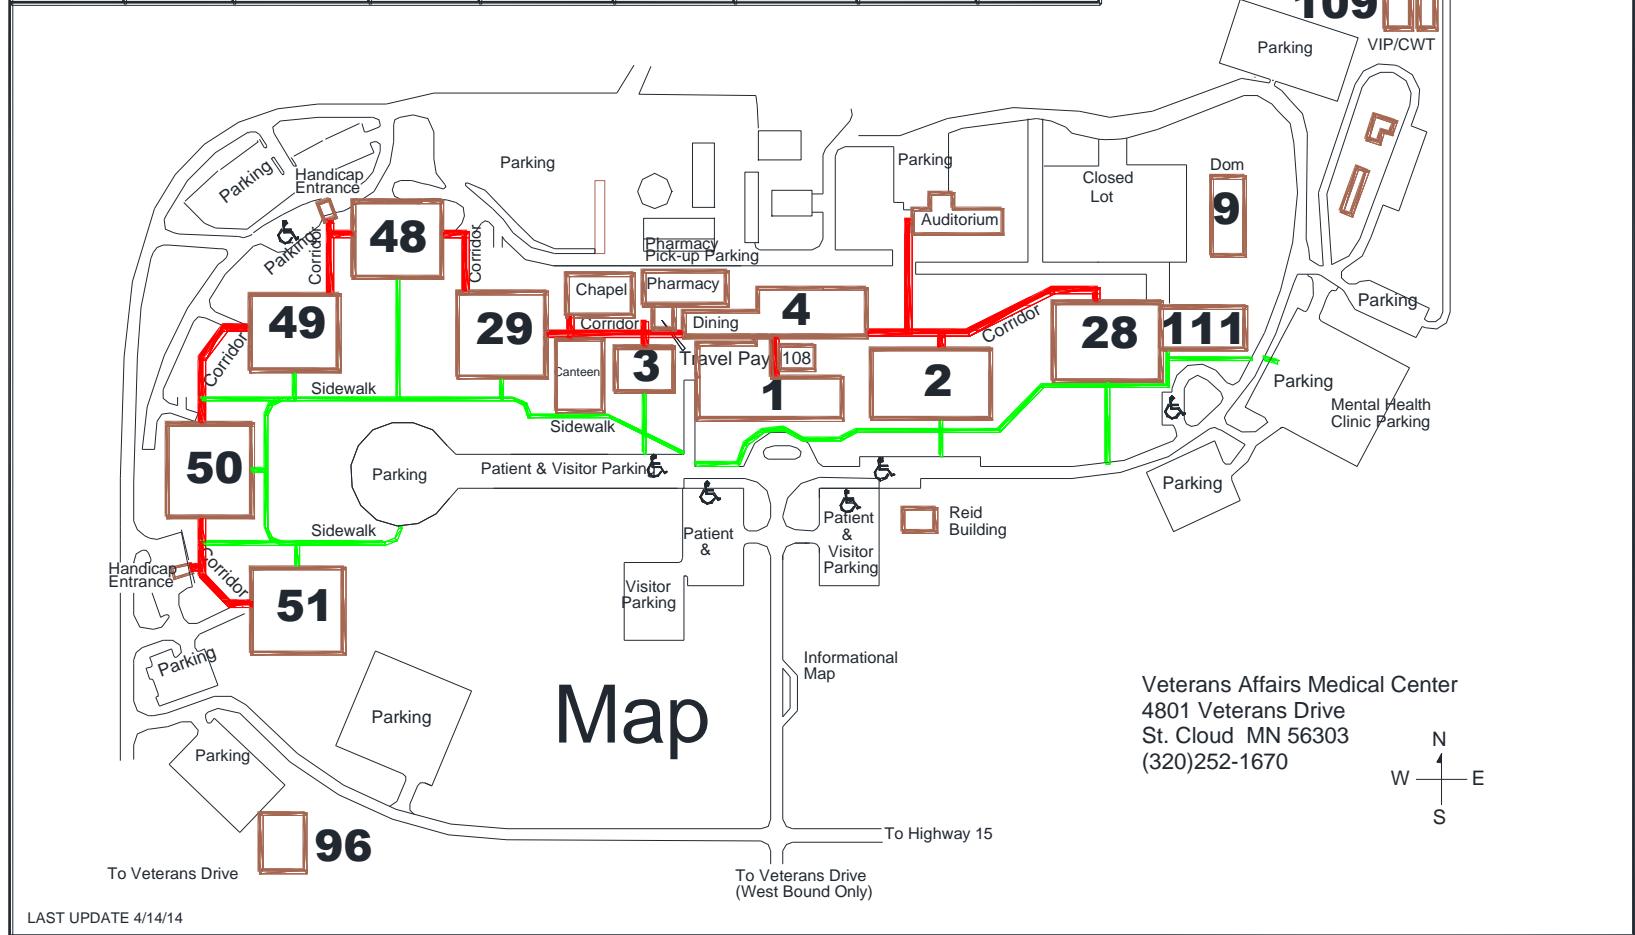 109
VIP/CWT
Parking
Parking
Handicap
Entrance
Parking
Parking
Dom
Closed
Lot
9
Auditorium
48
Parking
Corridor
Corridor
Pharmacy
Pick-up Parking
Chapel
Pharmacy
Parking
49
29
Corridor
Dining
4
Corridor
28
111
Corridor
Canteen
3
Travel Pay
108
1
2
Sidewalk
Parking
Mental Health
Clinic Parking
Sidewalk
50
Parking
Patient & Visitor Parking
Parking
Sidewalk
Patient
&
Visitor
Parking
Patient
&
Visitor
Parking
Reid
Building
Handicap
Entrance
Corridor
51
Parking
Informational
Map
Parking
Map
Parking
Veterans Affairs Medical Center
4801 Veterans Drive
St. Cloud MN 56303
(320)252-1670
N
W
E
S
96
To Highway 15
To Veterans Drive
To Veterans Drive
(West Bound Only)
LAST UPDATE 4/14/14